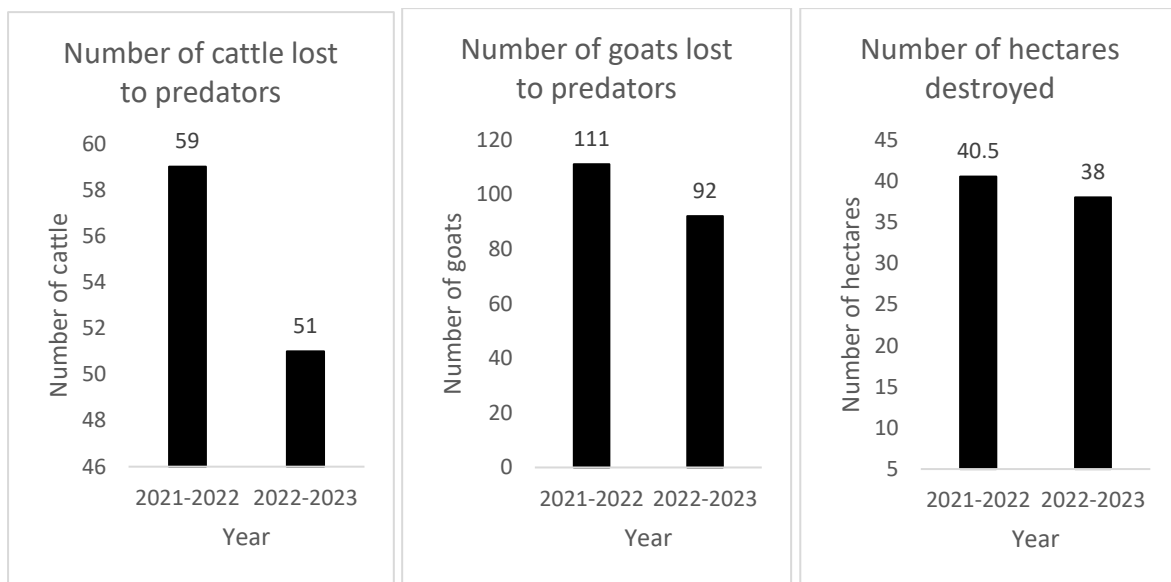 Number of cattle lost
to predators
60
58
56
54
52
50
48
46
Number of cattle
59
51
2021-2022 2022-2023
Year
Number of goats lost
to predators
120
100
80
60
40
20
0
Number of goats
111
92
2021-2022 2022-2023
Year
Number of hectares
destroyed
45
40
35
30
25
20
15
10
5
Number of hectares
40.5
38
2021-2022 2022-2023
Year